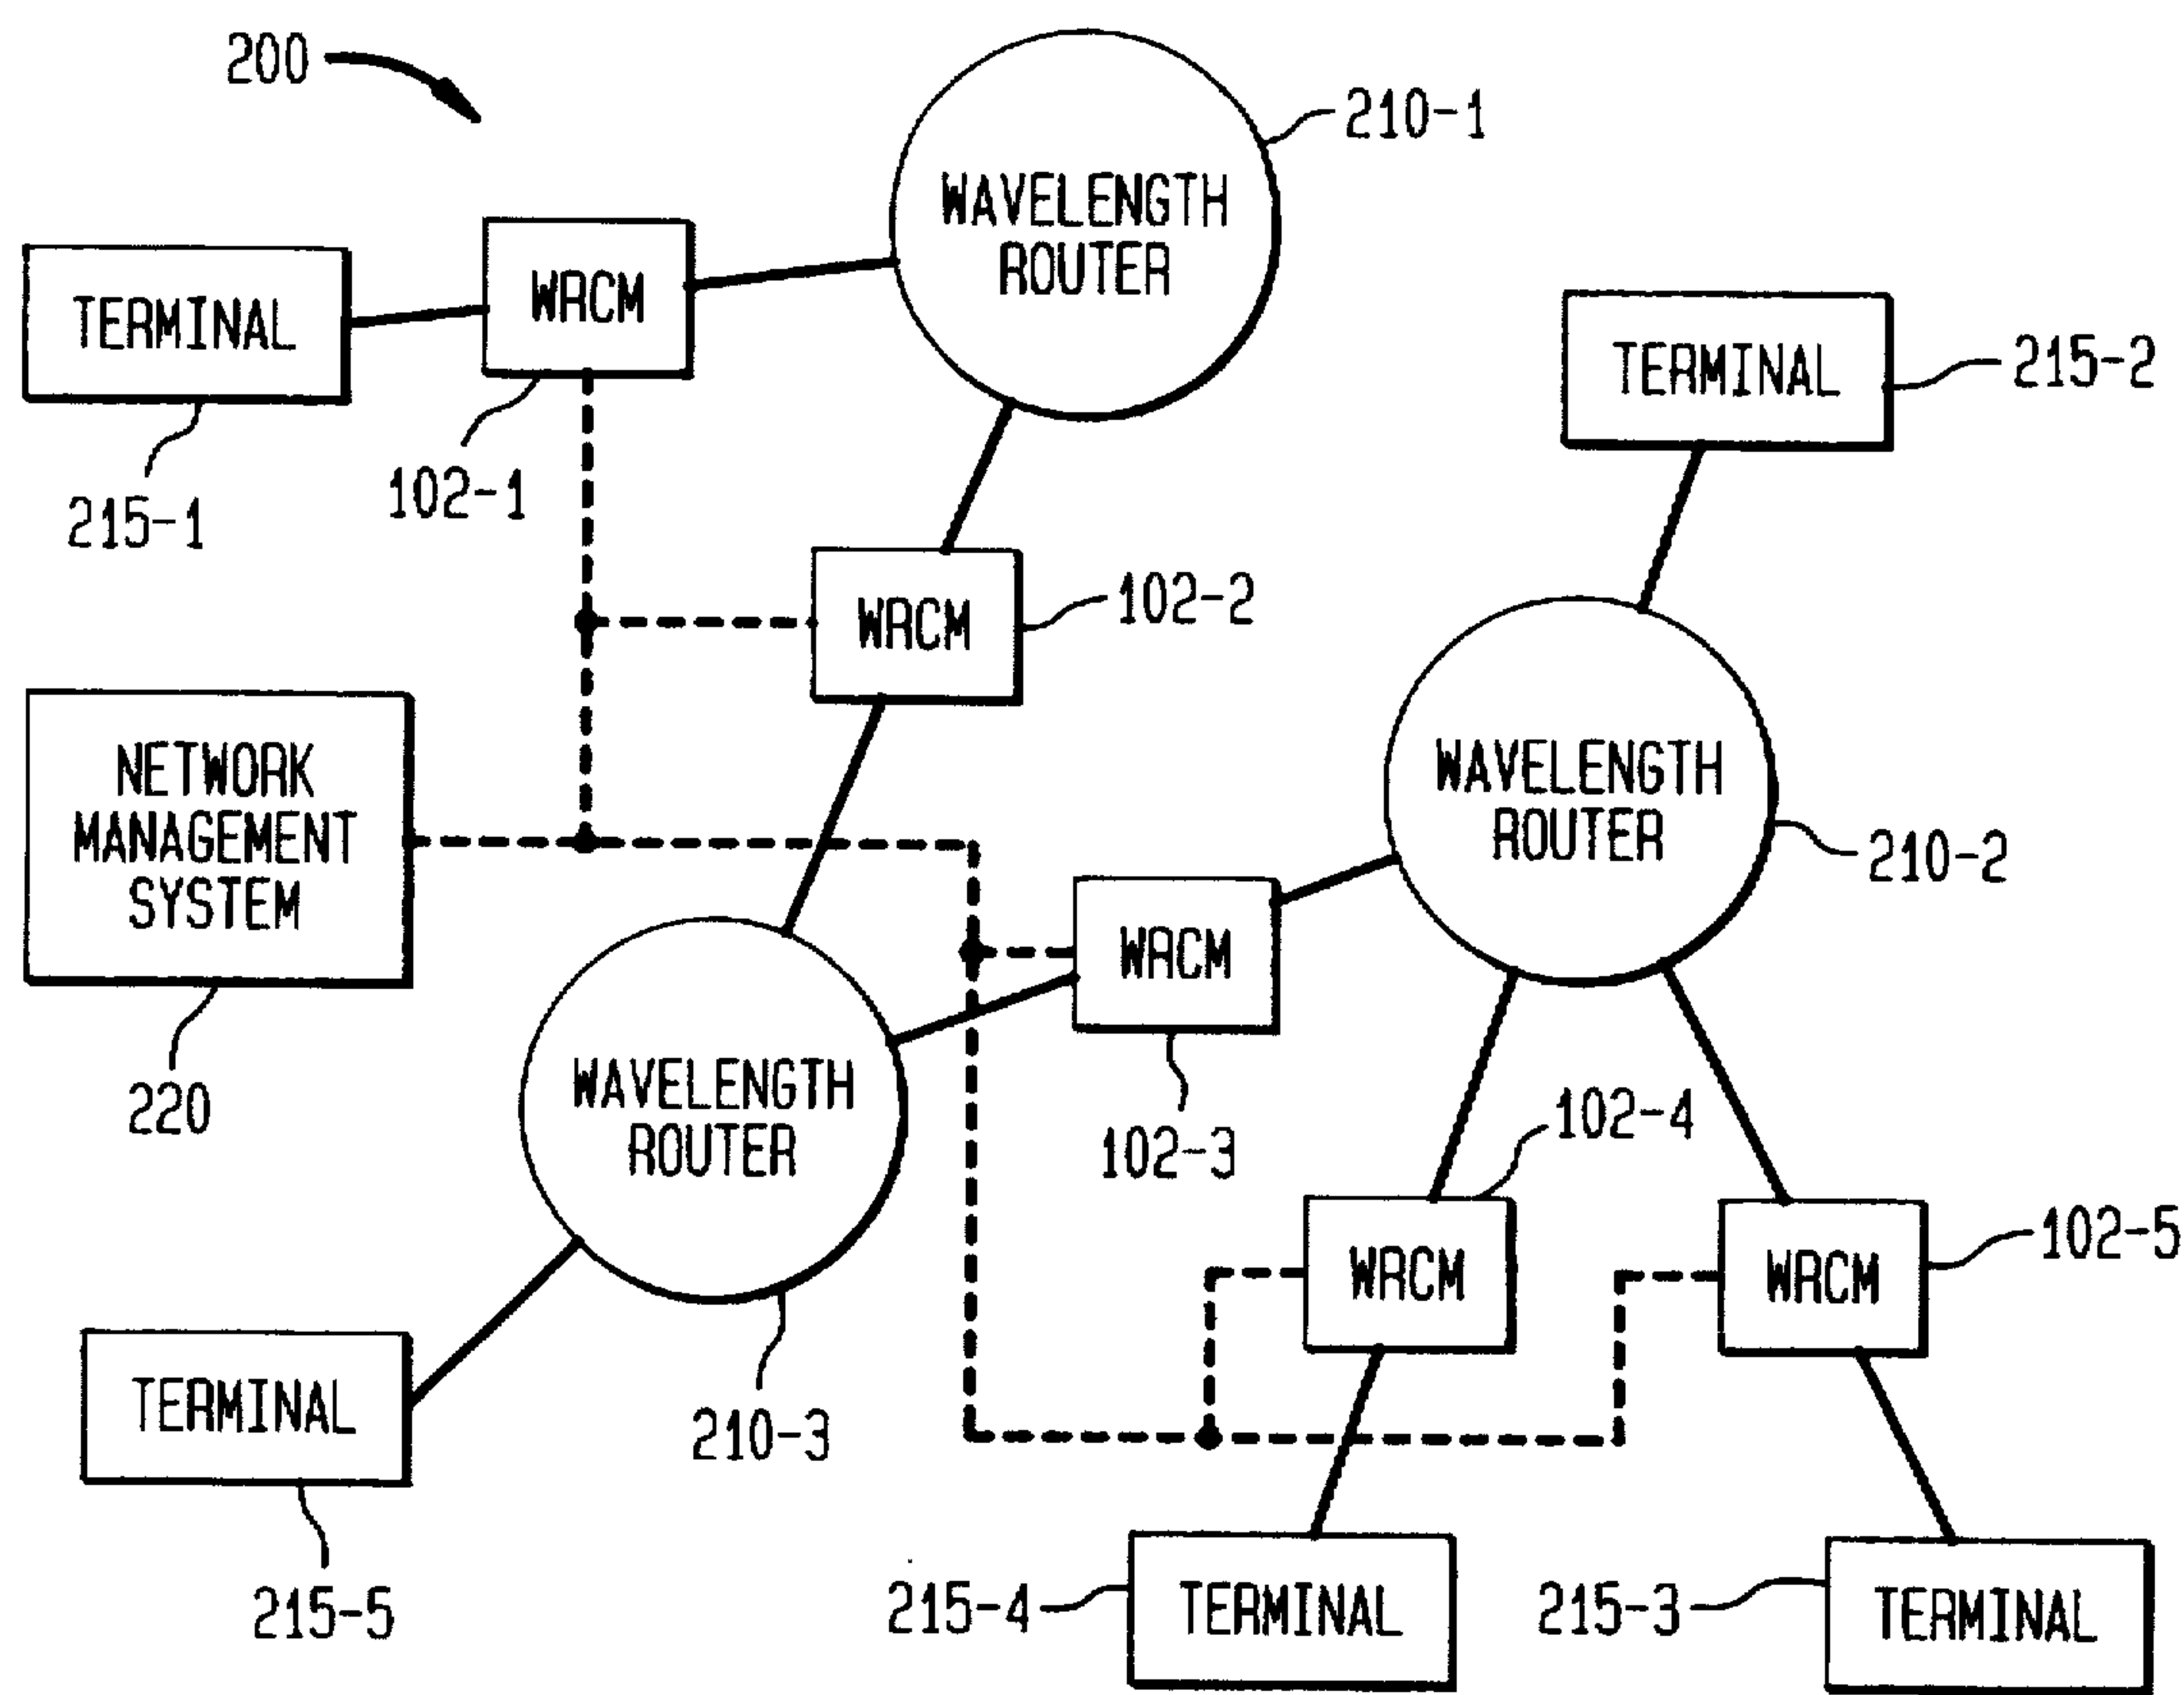 200
210-1
WAVELENGTH
ROUTER
WRCM
TERMINAL
215-2
TERMINAL
102-1
215-1
102-2
WRCM
NETWORK
MANAGEMENT
SYSTEM
WAVELENGTH
ROUTER
210-2
WRCM
220
WAVELENGTH
ROUTER
102-3
102-4
102-5
WRCM
WRCM
TERMINAL
210-3
215-5
215-4
TERMINAL
215-3
TERMINAL